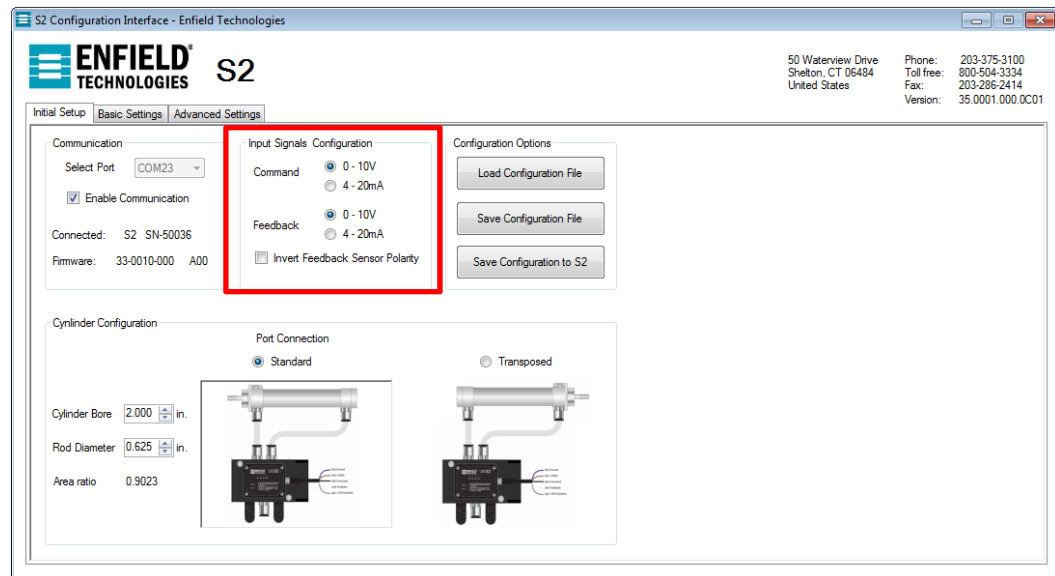 S2 Configuration Interface - Enfield Technologies
ENFIELD®
TECHNOLOGIES
S2
50 Waterview Drive
Shelton, CT 06484
United States
Phone: 203-375-3100
Toll free: 800-504-3334
Fax: 203-286-2414
Version: 35.0001.000.0C01
Initial Setup Basic Settings Advanced Settings
Communication
Select Port COM23
Enable Communication
Connected: S2 SN-50036
Firmware: 33-0010-000 A00
Input Signals Configuration
Command 0 - 10V
4 - 20mA
Feedback 0 - 10V
4 - 20mA
Invert Feedback Sensor Polarity
Configuration Options
Load Configuration File
Save Configuration File
Save Configuration to S2
Cynlinder Configuration
Port Connection
Standard Transposed
Cylinder Bore 2.000 in.
Rod Diameter 0.625 in.
Area ratio 0.9023